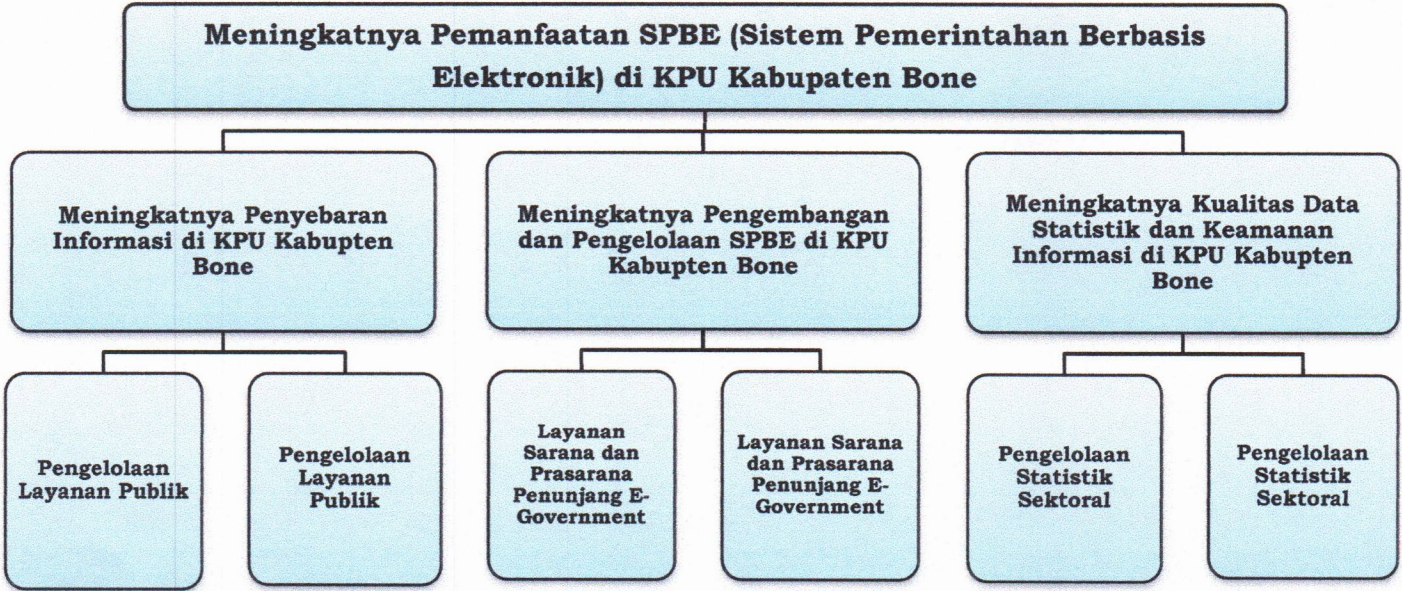 Meningkatnya Pemanfaatan SPBE (Sistem Pemerintahan Berbasis
Elektronik) di KPU Kabupaten Bone
Meningkatnya Penyebaran
Informasi di KPU Kabupten
Bone
Meningkatnya Pengembangan
dan Pengelolaan SPBE di KPU
Kabupten Bone
Meningkatnya Kualitas Data
Statistik dan Keamanan
Informasi di KPU Kabupten
Bone
Pengelolaan
Layanan Publik
Pengelolaan
Layanan
Publik
Layanan
Sarana dan
Prasarana
Penunjang E-
Government
Layanan Sarana
dan Prasarana
Penunjang E-
Government
Pengelolaan
Statistik
Sektoral
Pengelolaan
Statistik
Sektoral